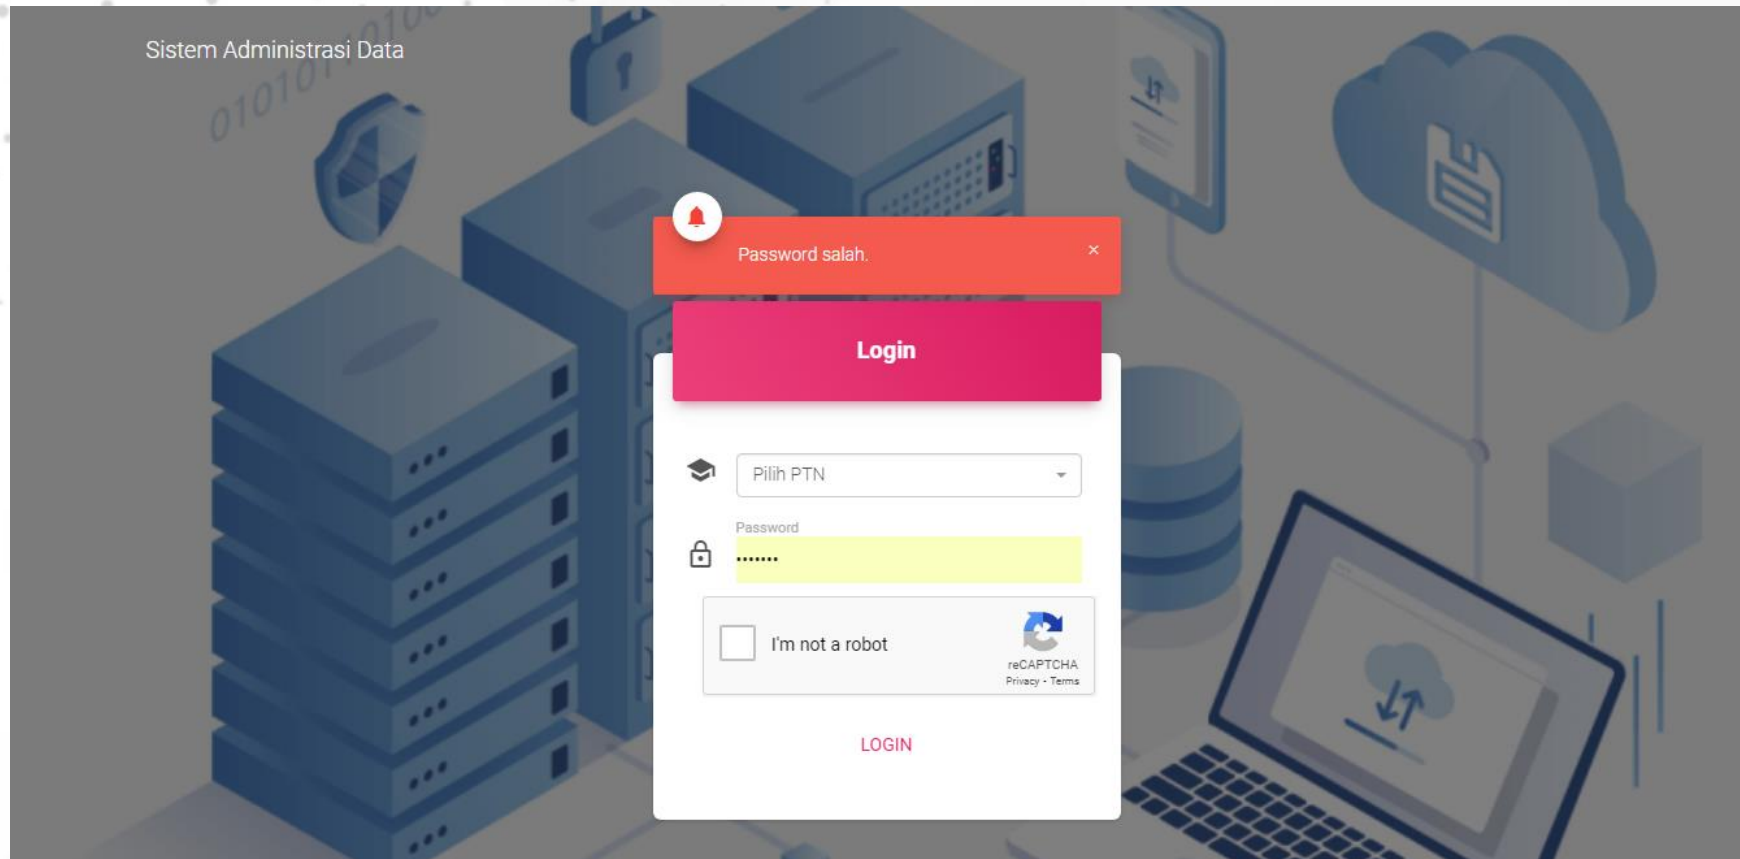 Sistem Administrasi Data
Password salah.
×
Login
Pilih PTN
Password
•••••••
I'm not a robot
reCAPTCHA
Privacy - Terms
LOGIN